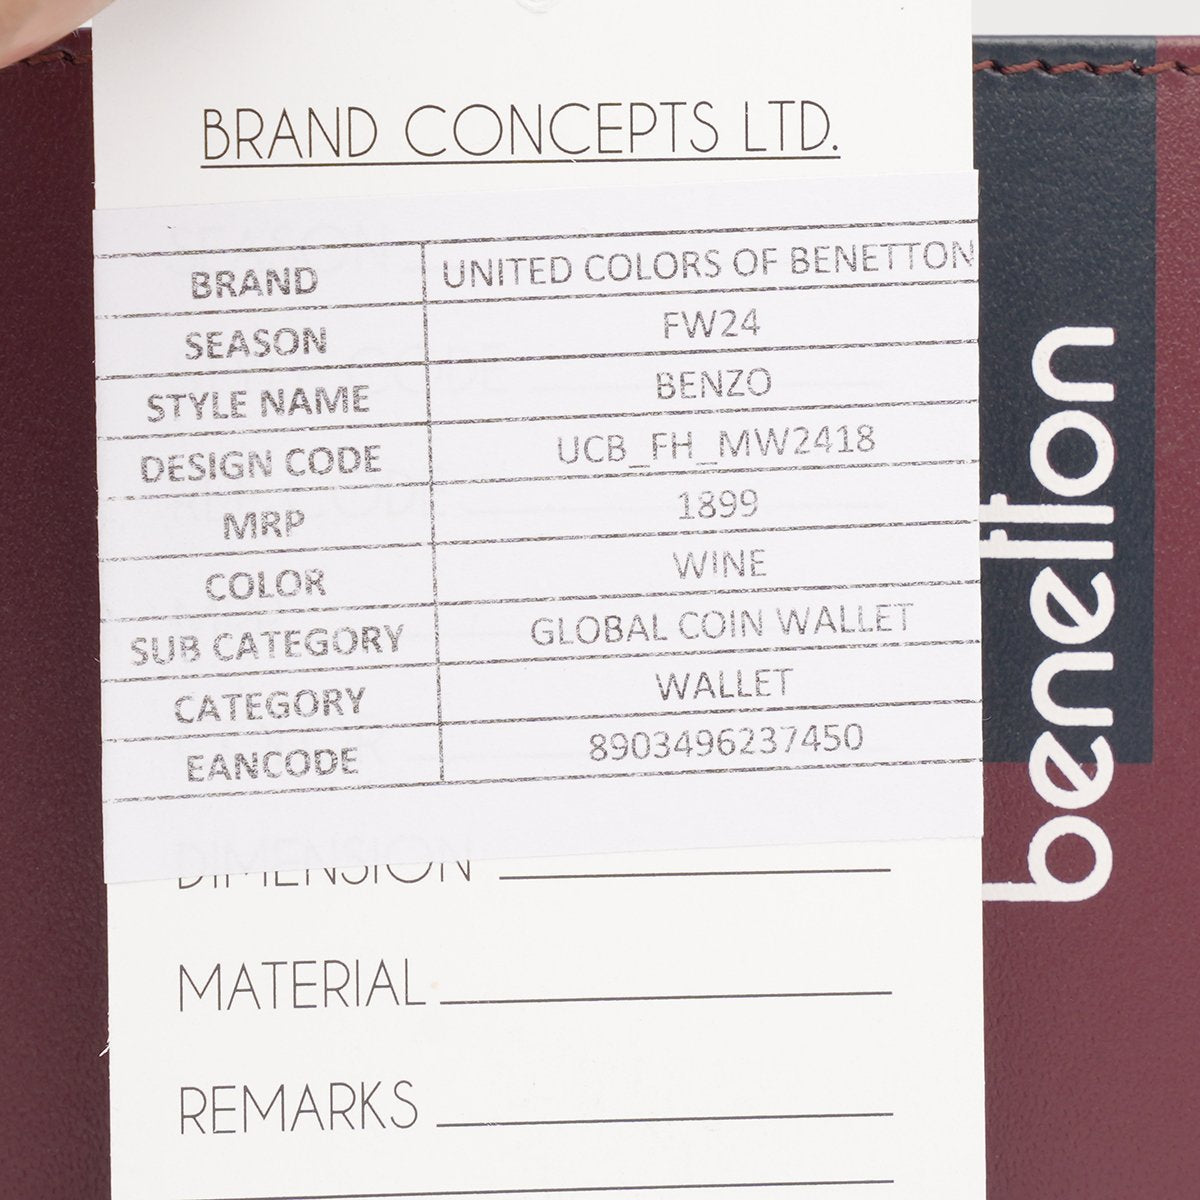 BRAND CONCEPTS LTD.
BRAND UNITED COLORS OF BENETTON
SEASON FW24
STYLE NAME BENZO
DESIGN CODE UCB_FH_MW2418
MRP 1899
COLOR WINE
SUB CATEGORY GLOBAL COIN WALLET
CATEGORY WALLET
EANCODE 8903496237450
DIMENSION
MATERIAL
REMARKS
benetton